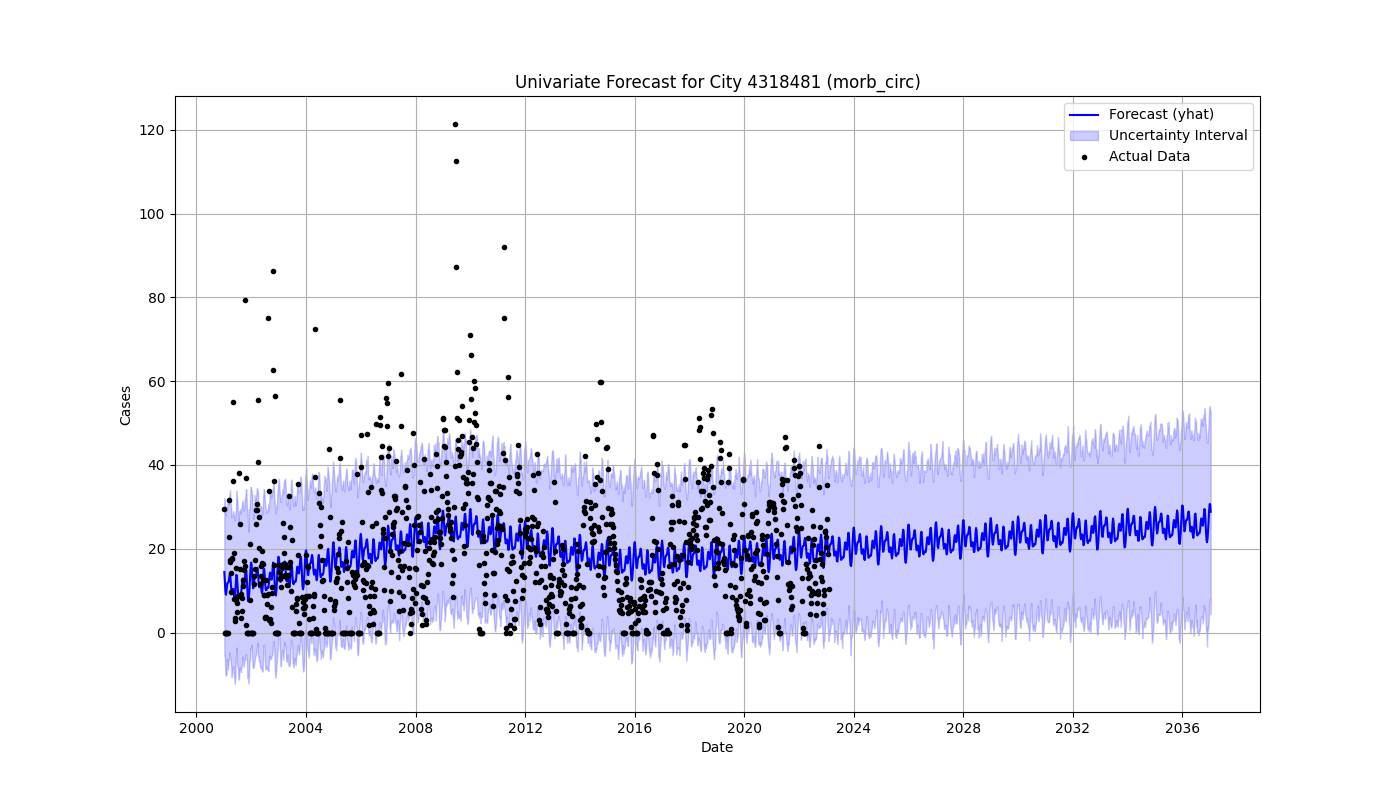 Univariate Forecast for City 4318481 (morb_circ)
Forecast (yhat)
Uncertainty Interval
Actual Data
120
100
80
60
40
20
0
Cases
2000
2004
2008
2012
2016
2020
2024
2028
2032
2036
Date